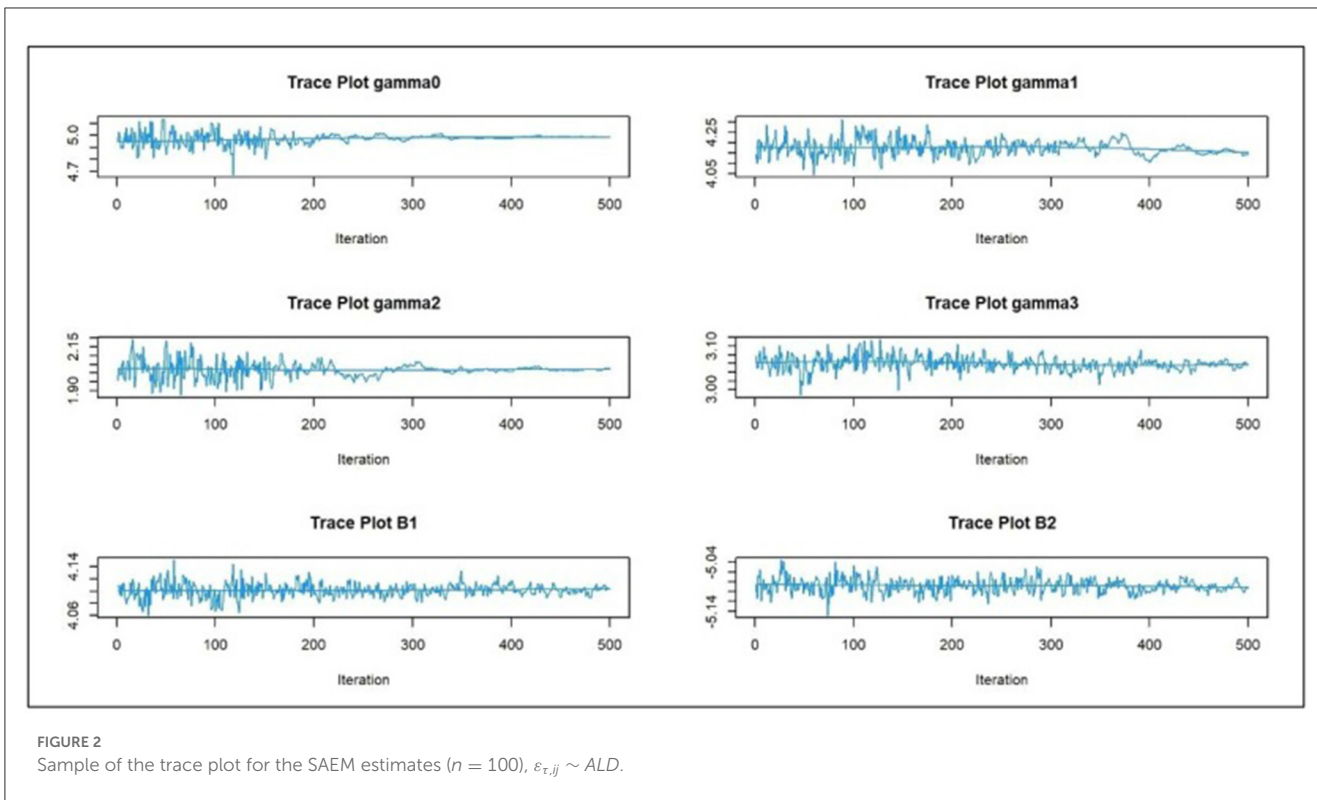 Trace Plot gamma0
5.0
4.7
0 100 200 300 400 500
Iteration
Trace Plot gamma1
4.25
4.05
0 100 200 300 400 500
Iteration
Trace Plot gamma2
2.15
1.90
0 100 200 300 400 500
Iteration
Trace Plot gamma3
3.10
3.00
0 100 200 300 400 500
Iteration
Trace Plot B1
4.14
4.06
0 100 200 300 400 500
Iteration
Trace Plot B2
-5.04
-5.14
0 100 200 300 400 500
Iteration
FIGURE 2
Sample of the trace plot for the SAEM estimates (n = 100), ετ,ij ~ ALD.